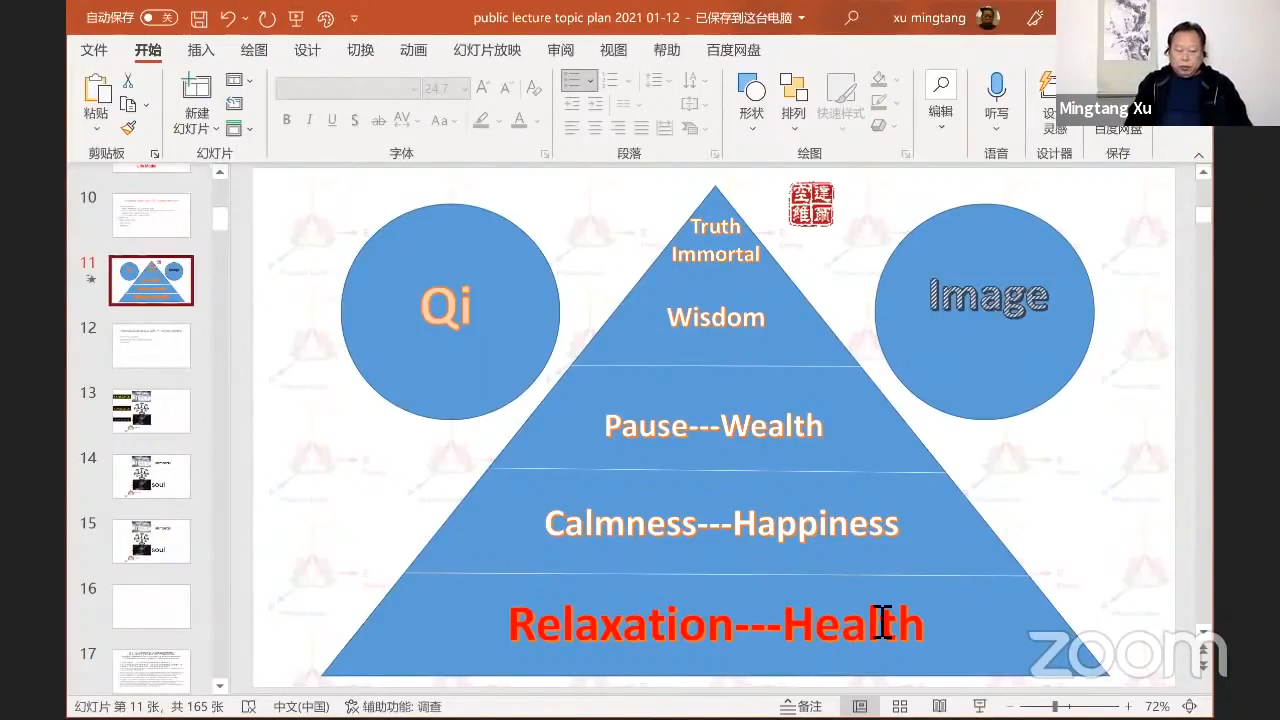 自动保存 关 public lecture topic plan 2021 01-12 - 已保存到这台电脑 xu mingtang
文件 开始 插入 绘图 设计 切换 动画 幻灯片放映 审阅 视图 帮助 百度网盘
粘贴
新建
幻灯片
24.7
形状
排列
快速样式
编辑
听写
百度网盘
剪贴板 幻灯片 字体 段落 绘图 语音 设计器 保存
Mingtang Xu
10
11
12
13
14
15
16
17
soul
soul
Truth
Immortal
Wisdom
Qi
Image
Pause---Wealth
Calmness---Happiness
Relaxation---Health
zoom
幻灯片 第 11 张, 共 165 张 中文(中国) 辅助功能: 调查 备注 72%